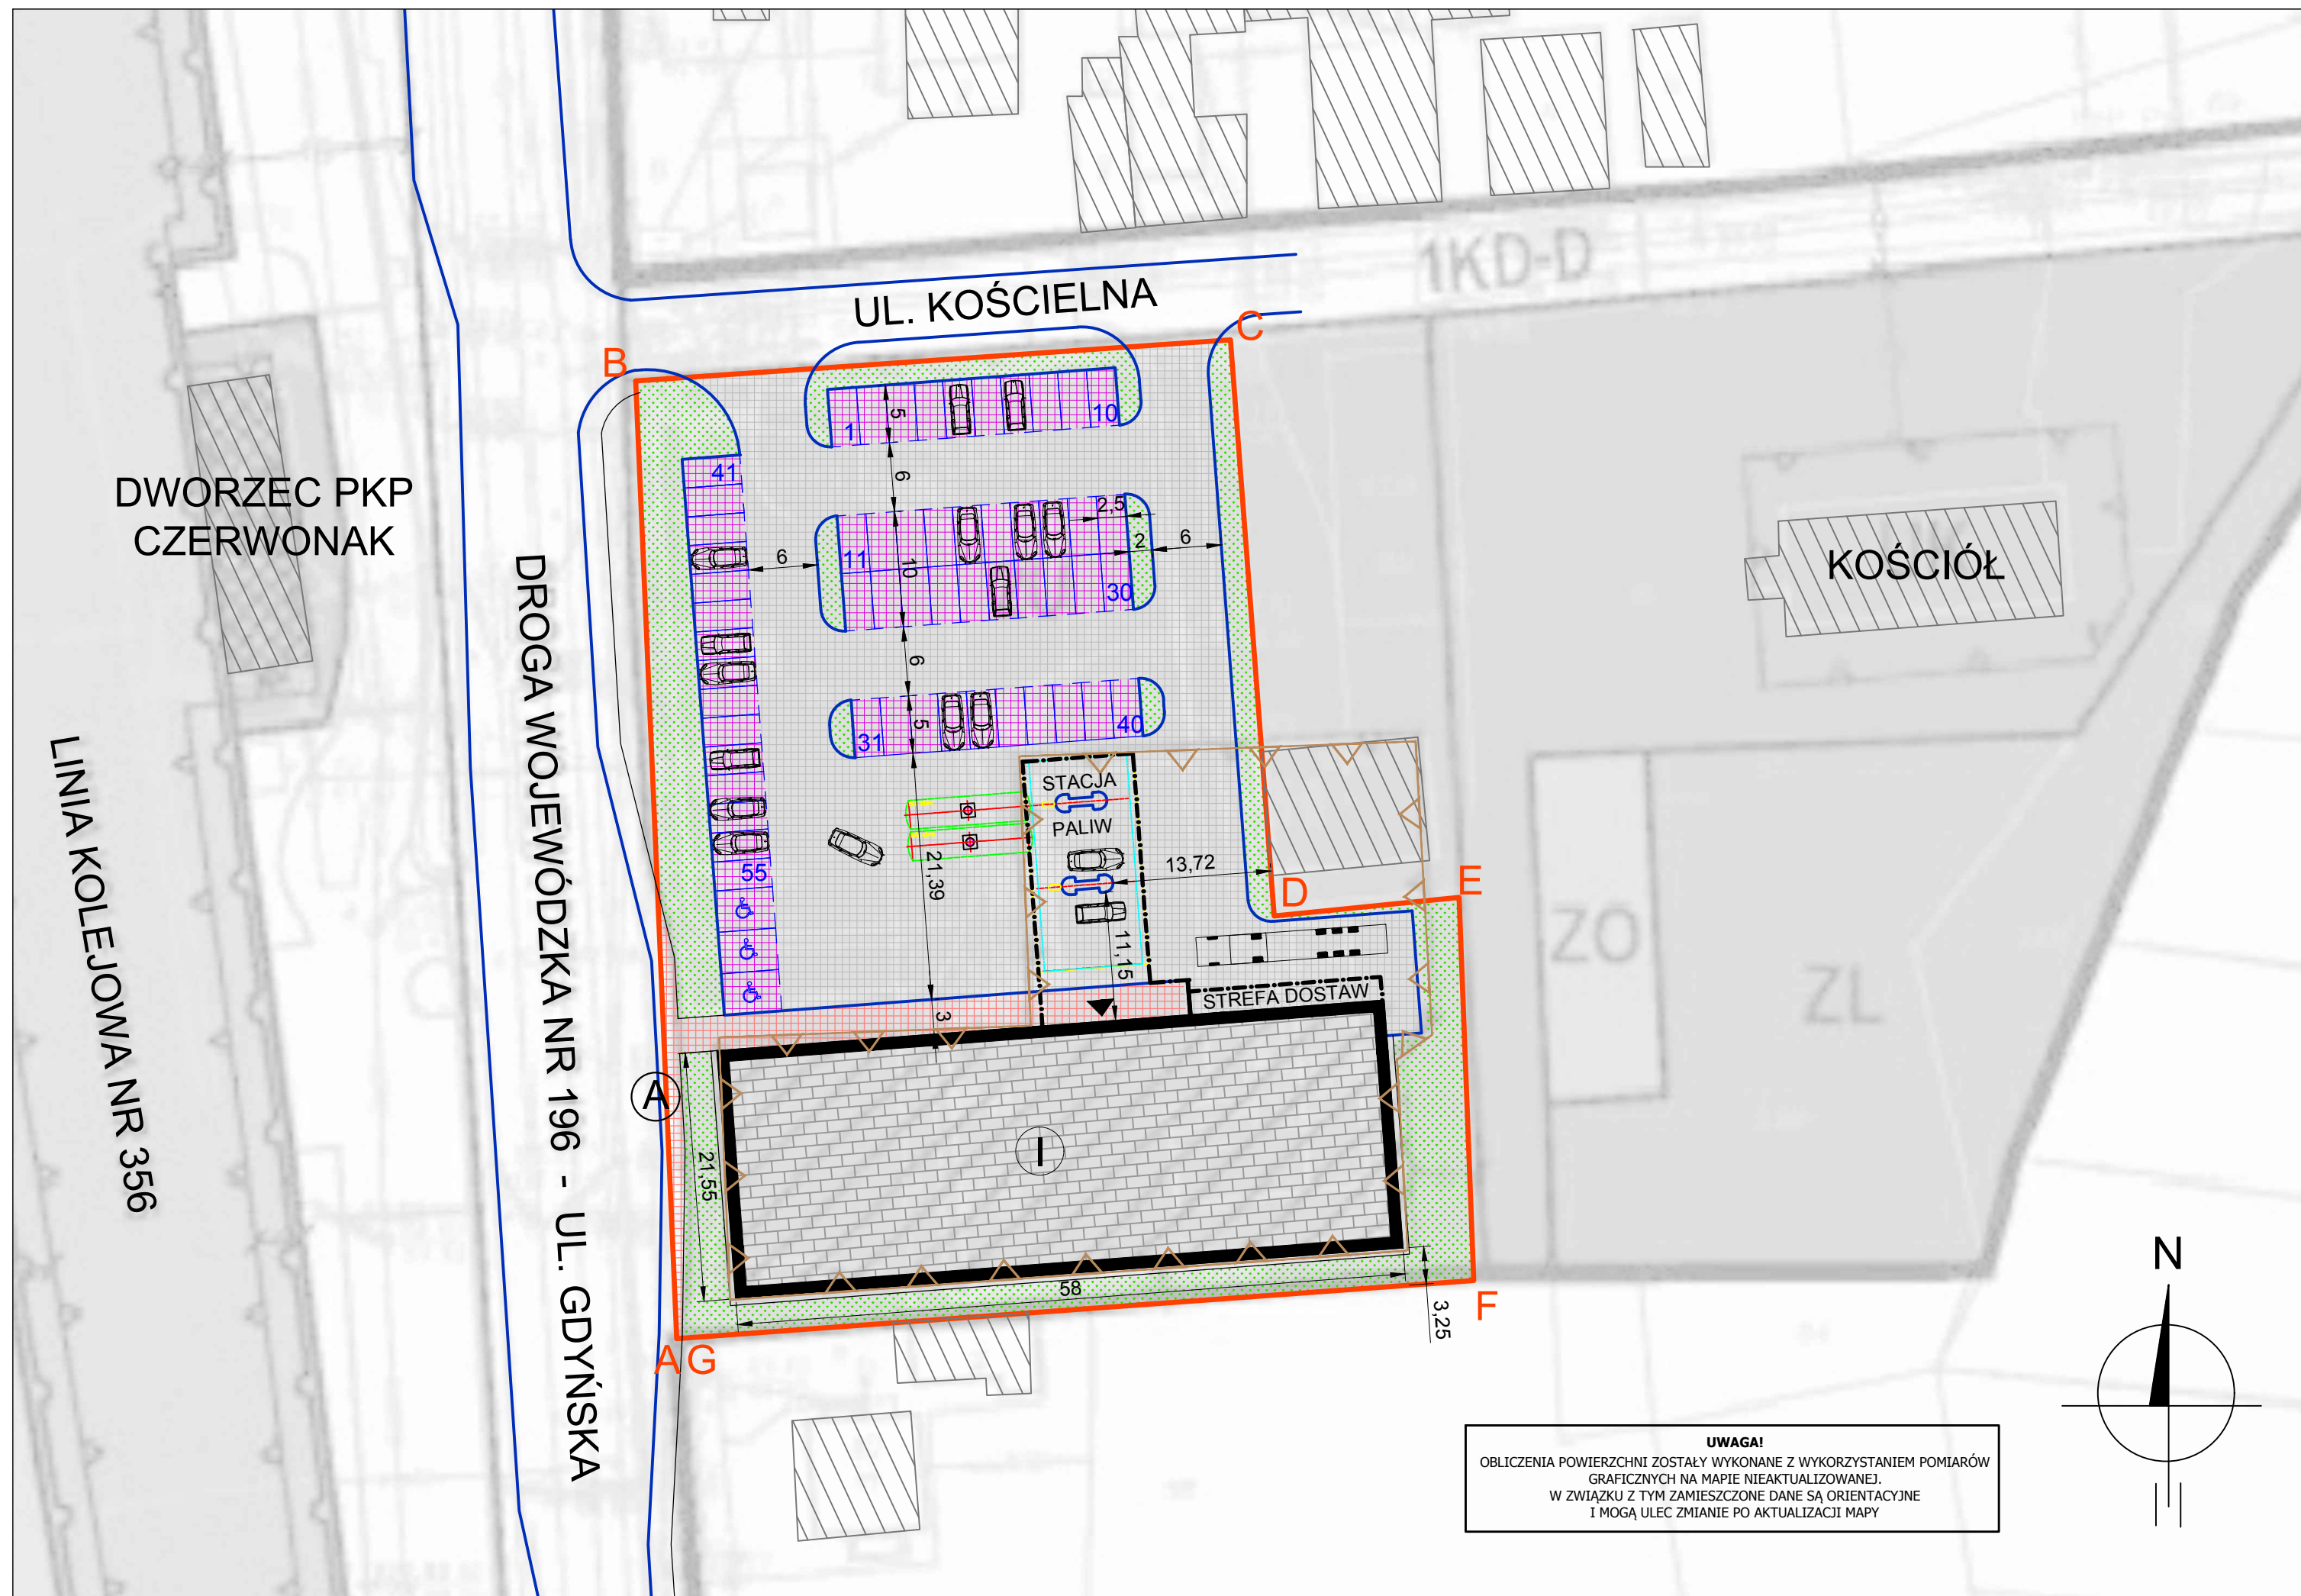 1KD-D
UL. KOŚCIELNA
B
C
DWORZEC PKP
CZERWONAK
KOŚCIÓŁ
LINIA KOLEJOWA NR 356
DROGA WOJEWÓDZKA NR 196 - UL. GDYŃSKA
1
5
10
6
41
11
10
2,5
2
6
6
30
6
31
5
40
STACJA
PALIW
21,39
13,72
11,15
55
D
E
ZO
ZL
STREFA DOSTAW
3
A
I
21,55
58
3,25
F
A G
N
UWAGA!
OBLICZENIA POWIERZCHNI ZOSTAŁY WYKONANE Z WYKORZYSTANIEM POMIARÓW
GRAFICZNYCH NA MAPIE NIEAKTUALIZOWANEJ.
W ZWIĄZKU Z TYM ZAMIESZCZONE DANE SĄ ORIENTACYJNE
I MOGĄ ULEC ZMIANIE PO AKTUALIZACJI MAPY